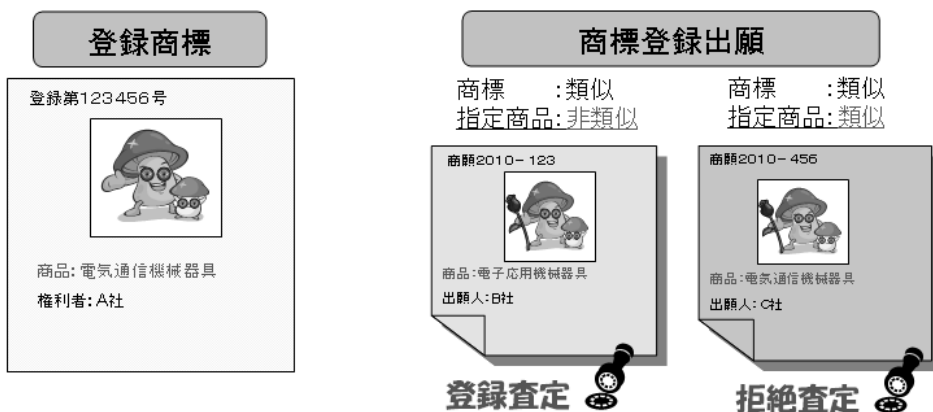 登録商標
登録第123456号
商品:電気通信機械器具
権利者:A社
商標登録出願
商標　:類似
指定商品:非類似
商願2010-123
商品:電子応用機械器具
出願人:B社
登録査定
商標　:類似
指定商品:類似
商願2010-456
商品:電気通信機械器具
出願人:C社
拒絶査定